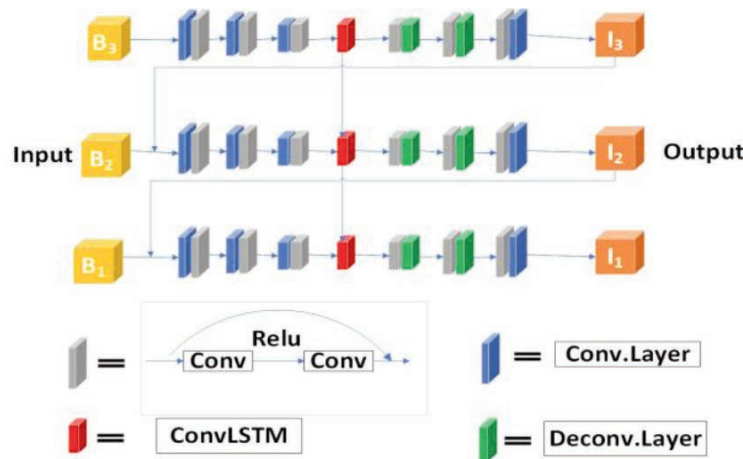 B3
I3
Input
B2
I2
Output
B1
I1
= Conv Relu Conv
= Conv.Layer
= ConvLSTM
= Deconv.Layer